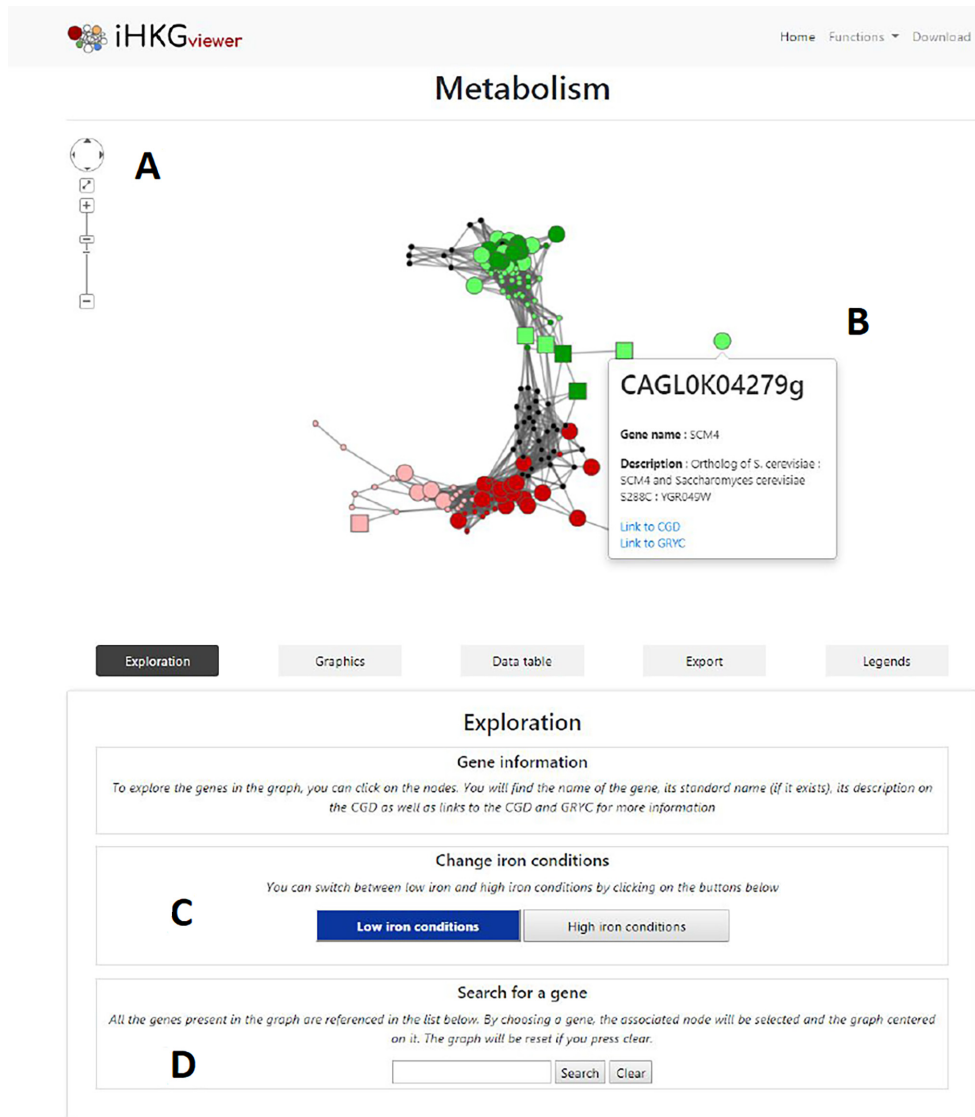 iHKGviewer
Home Functions Download
Metabolism
A
B
CAGL0K04279g
Gene name : SCM4
Description : Ortholog of S. cerevisiae :
SCM4 and Saccharomyces cerevisiae
S288C : YGR049W
Link to CGD
Link to GRYC
Exploration Graphics Data table Export Legends
Exploration
Gene information
To explore the genes in the graph, you can click on the nodes. You will find the name of the gene, its standard name (if it exists), its description on
the CGD as well as links to the CGD and GRYC for more information
Change iron conditions
You can switch between low iron and high iron conditions by clicking on the buttons below
C
Low iron conditions High iron conditions
Search for a gene
All the genes present in the graph are referenced in the list below. By choosing a gene, the associated node will be selected and the graph centered
on it. The graph will be reset if you press clear.
D
Search Clear